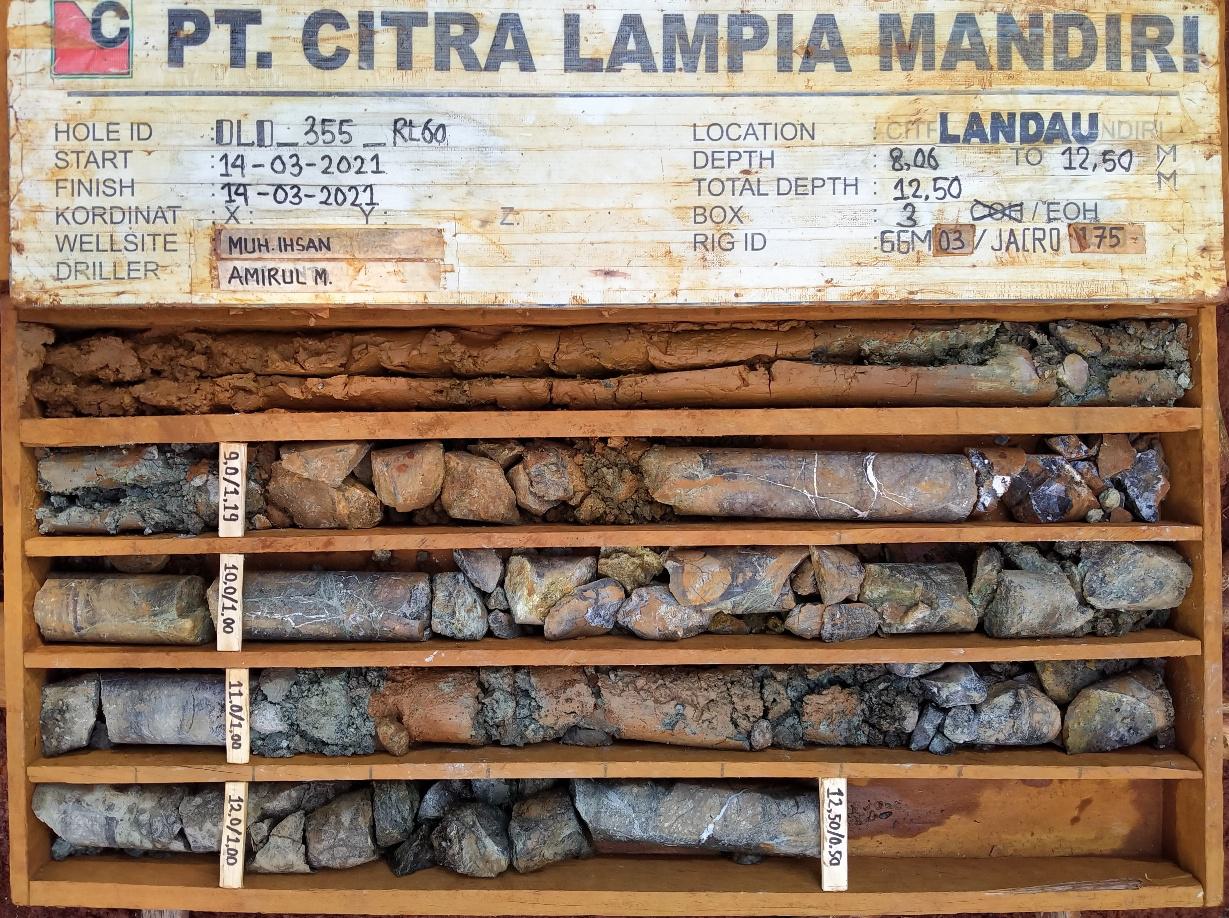 C PT. CITRA LAMPIA MANDIRI
HOLE ID : DLD_355_RL60
START : 14-03-2021
FINISH : 14-03-2021
KORDINAT : X : Y : Z:
WELLSITE : MUH. IHSAN
DRILLER : AMIRUL M.
LOCATION : LANDAU
DEPTH : 8,06 TO 12,50 M
TOTAL DEPTH : 12,50 M
BOX : 3 COH / EOH
RIG ID : GGM 03 / JACRO 175
9,0/1,19
10,0/1,00
11,0/1,00
12,0/1,00
12,50/0.50